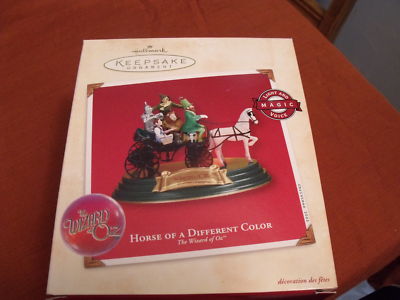 Hallmark
KEEPSAKE
ORNAMENT
LIGHT AND
MAGIC
VOICE
THE
WIZARD
OF OZ
HORSE OF A DIFFERENT COLOR
The Wizard of Oz™
décoration des fêtes